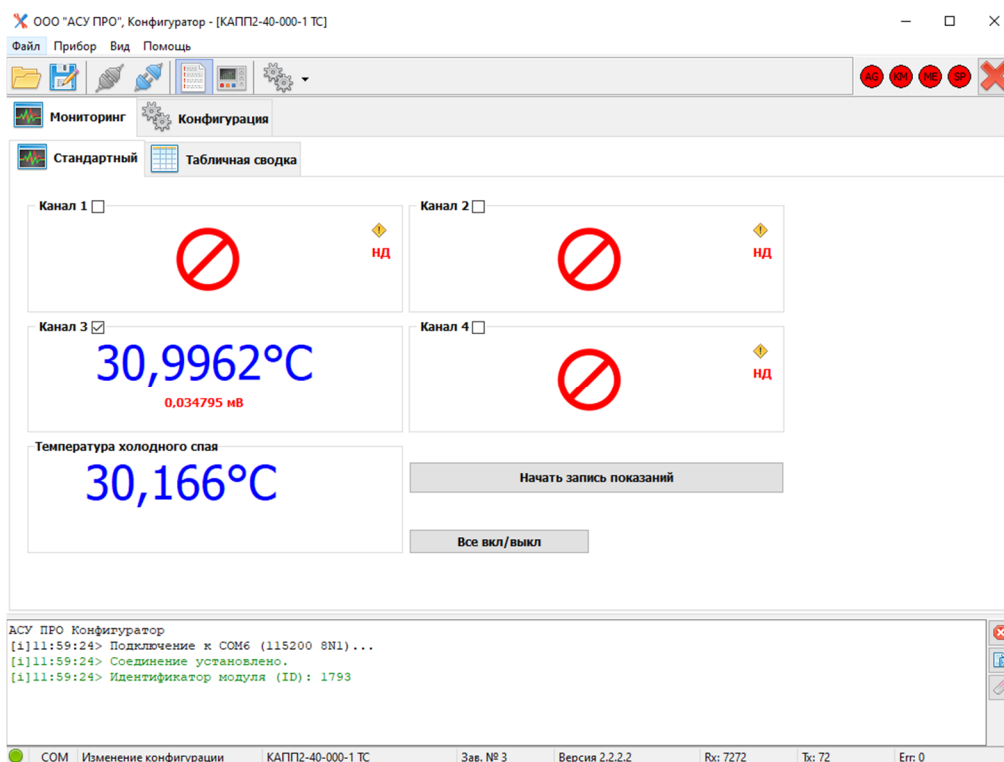 ООО "АСУ ПРО", Конфигуратор - [КАПП2-40-000-1 ТС]
Файл Прибор Вид Помощь
AG KM ME SP
Мониторинг Конфигурация
Стандартный Табличная сводка
Канал 1 Канал 2
НД НД
Канал 3 Канал 4
30,9962°C
НД
0,034795 мВ
Температура холодного спая
30,166°C
Начать запись показаний
Все вкл/выкл
АСУ ПРО Конфигуратор
[i]11:59:24> Подключение к COM6 (115200 8N1)...
[i]11:59:24> Соединение установлено.
[i]11:59:24> Идентификатор модуля (ID): 1793
COM Изменение конфигурации КАПП2-40-000-1 ТС Зав. № 3 Версия 2.2.2.2 Rx: 7272 Tx: 72 Err: 0